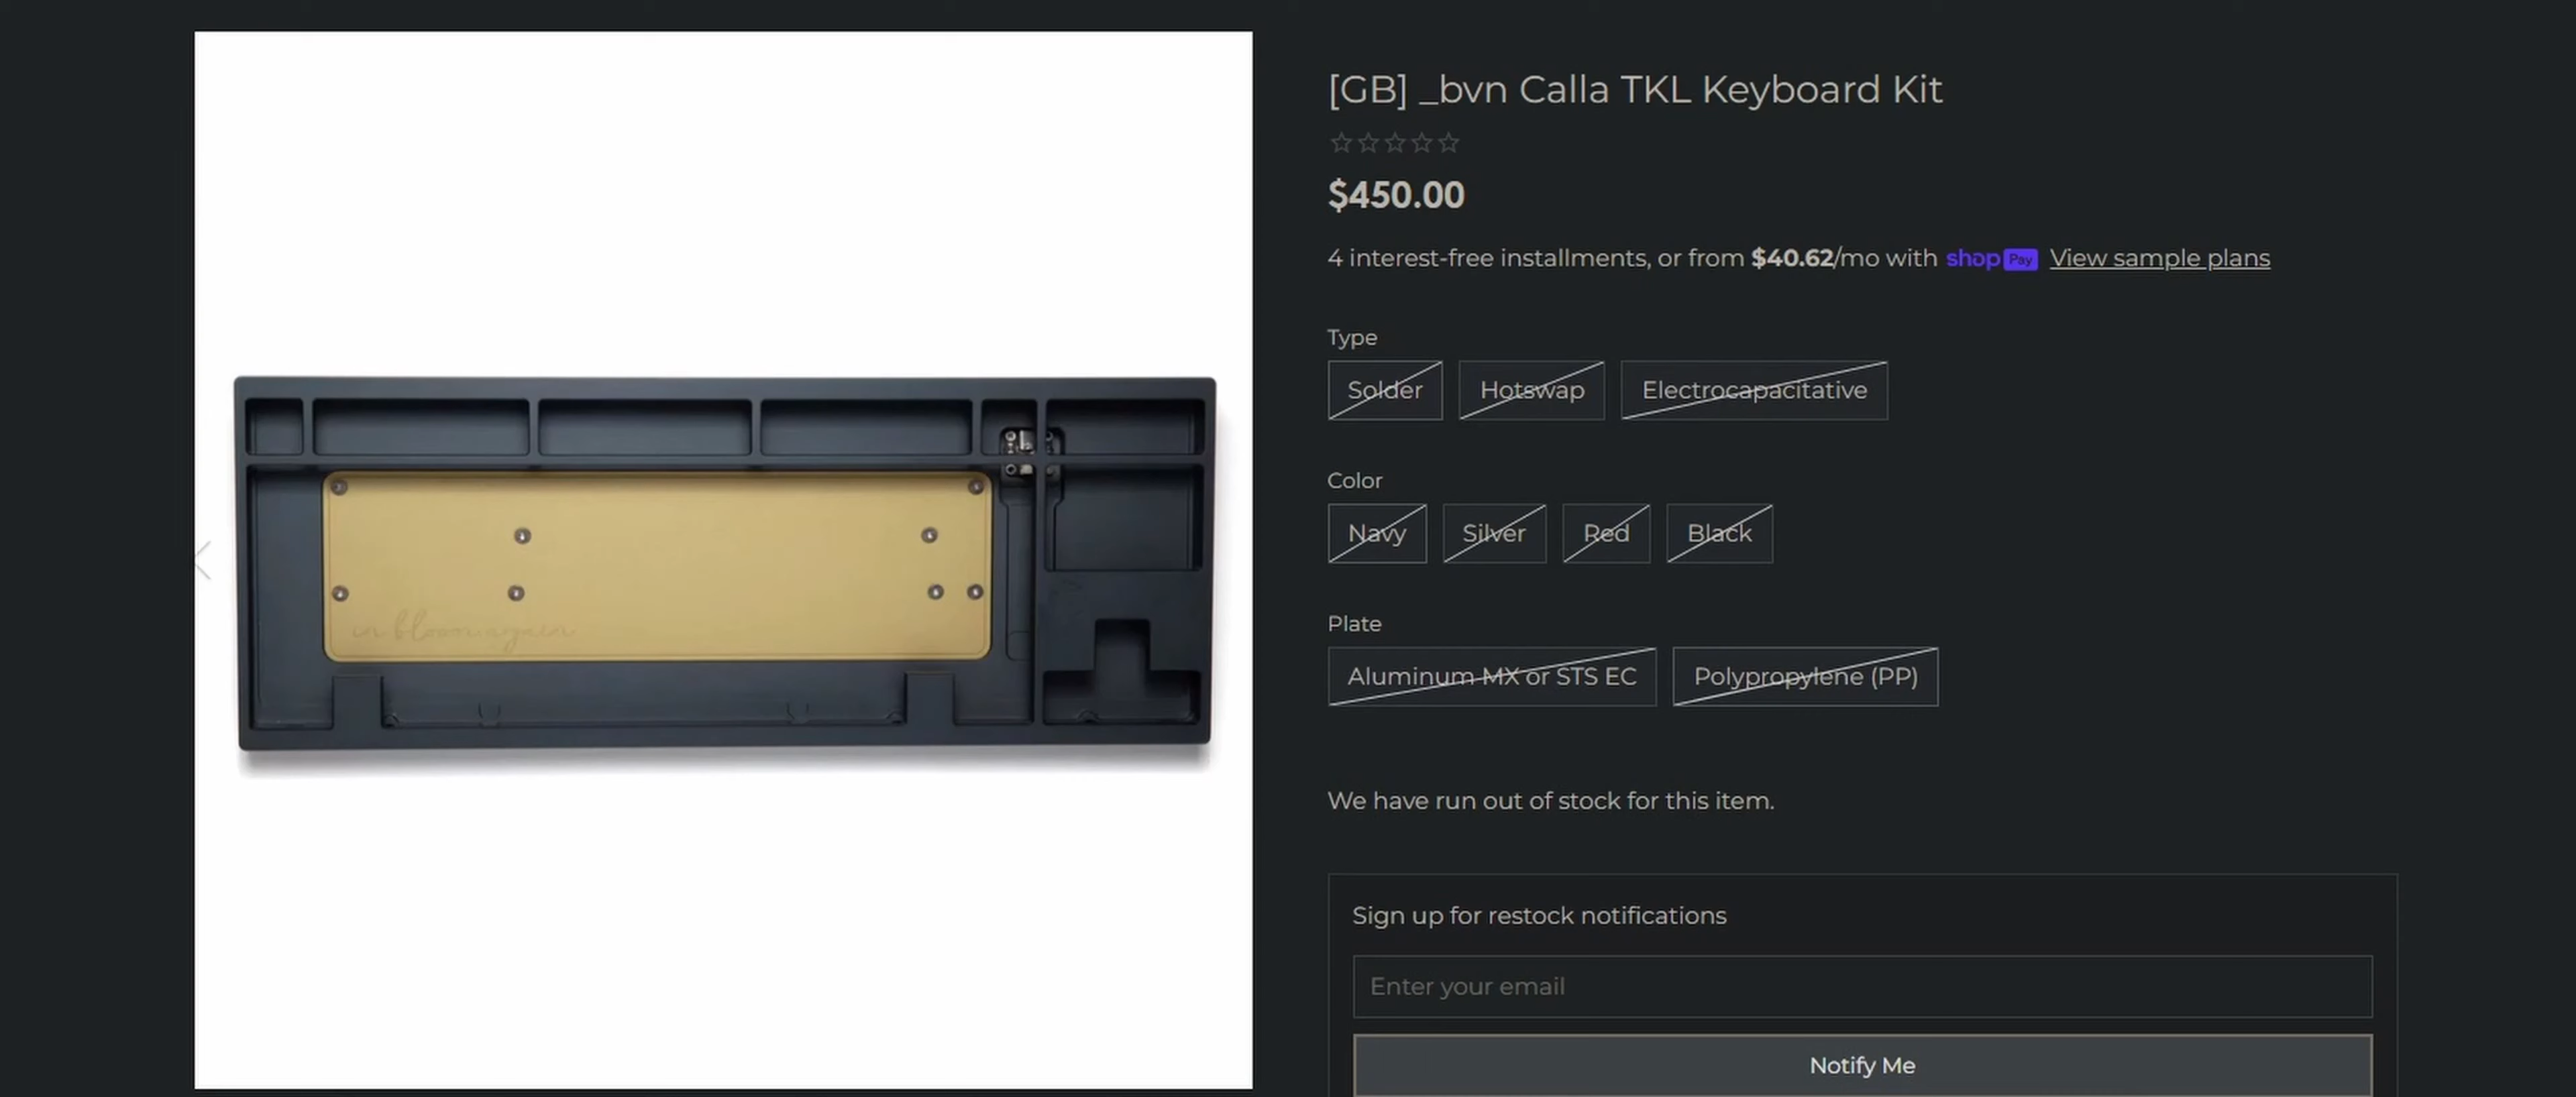 [GB] _bvn Calla TKL Keyboard Kit
$450.00
4 interest-free installments, or from $40.62/mo with shop Pay View sample plans
Type
Solder Hotswap Electrocapacitative
Color
Navy Silver Red Black
Plate
Aluminum MX or STS EC Polypropylene (PP)
in bloom again
We have run out of stock for this item.
Sign up for restock notifications
Enter your email
Notify Me